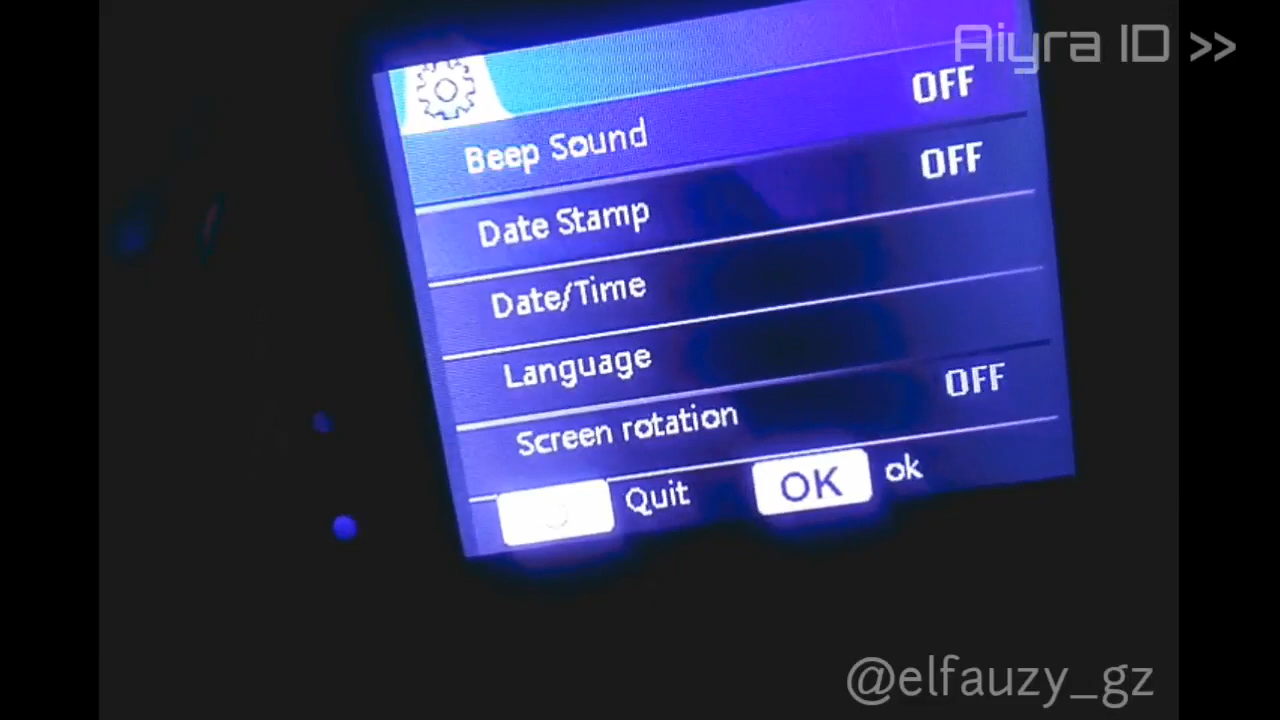 Aiyra ID >>
Beep Sound OFF
Date Stamp OFF
Date/Time
Language
Screen rotation OFF
Quit OK ok
@elfauzy_gz